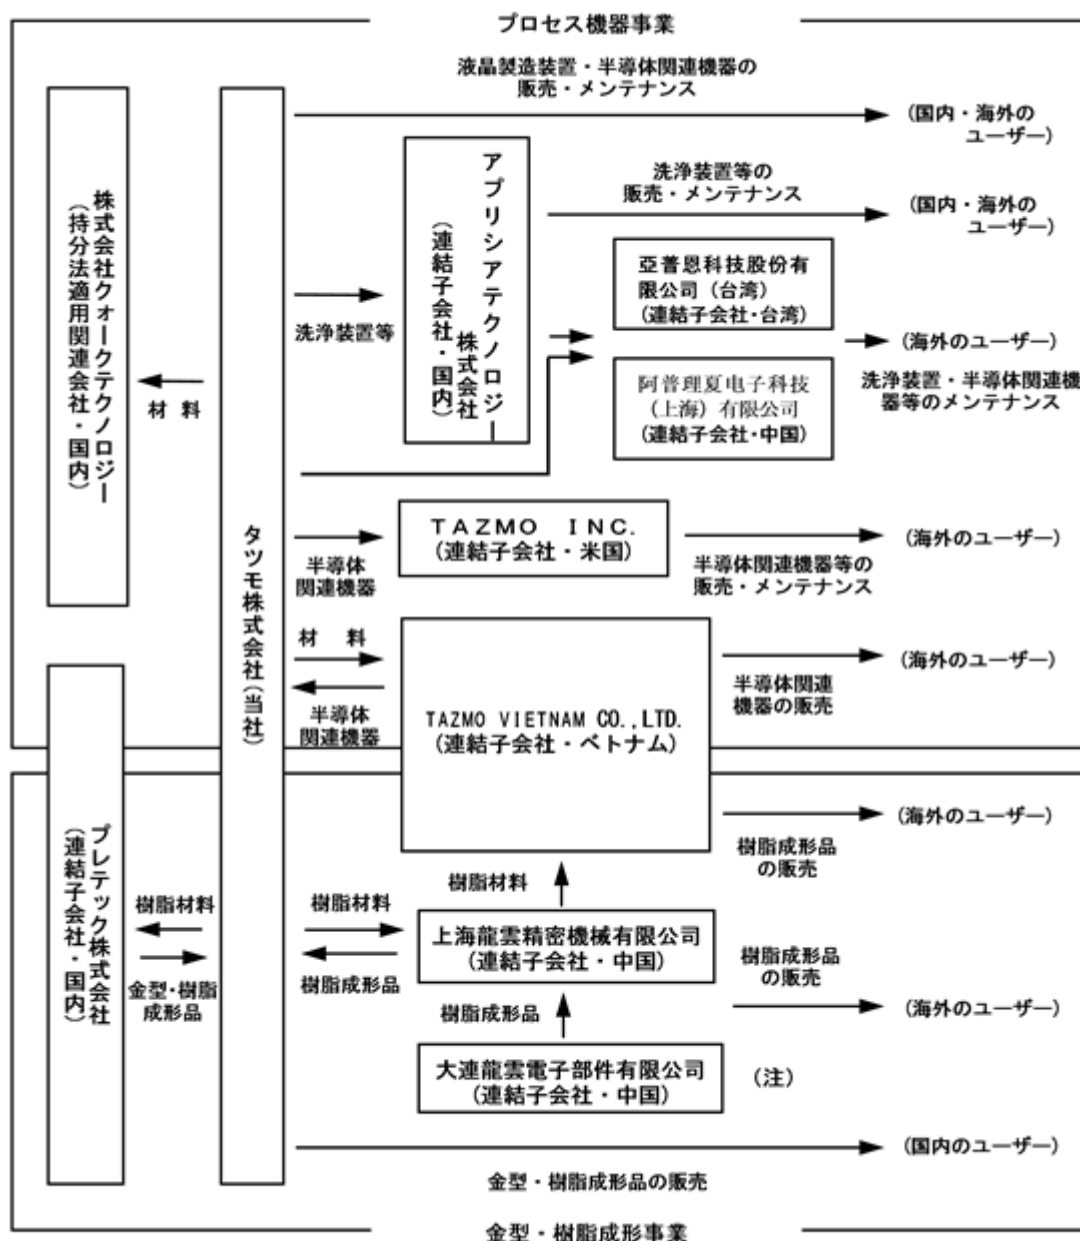 プロセス機器事業
液晶製造装置・半導体関連機器の
販売・メンテナンス
(国内・海外の
ユーザー)
株式会社クォークテクノロジー
(持分法適用関連会社・国内)
材 料
タツモ株式会社(当社)
洗浄装置等
アプリシアテクノロジー
株式会社
(連結子会社・国内)
洗浄装置等の
販売・メンテナンス
(国内・海外の
ユーザー)
亞普恩科技股份有
限公司(台湾)
(連結子会社・台湾)
阿普理夏电子科技
(上海)有限公司
(連結子会社・中国)
(海外のユーザー)
洗浄装置・半導体関連機
器等のメンテナンス
半導体
関連機器
TAZMO INC.
(連結子会社・米国)
(海外のユーザー)
半導体関連機器等の
販売・メンテナンス
材 料
半導体
関連機器
TAZMO VIETNAM CO.,LTD.
(連結子会社・ベトナム)
(海外のユーザー)
半導体関連
機器の販売
(海外のユーザー)
樹脂成形品
の販売
プレテック株式会社
(連結子会社・国内)
樹脂材料
金型・樹脂
成形品
樹脂材料
樹脂成形品
樹脂材料
上海龍雲精密機械有限公司
(連結子会社・中国)
樹脂成形品
の販売
(海外のユーザー)
樹脂成形品
大連龍雲電子部件有限公司
(連結子会社・中国)
(注)
(国内のユーザー)
金型・樹脂成形品の販売
金型・樹脂成形事業